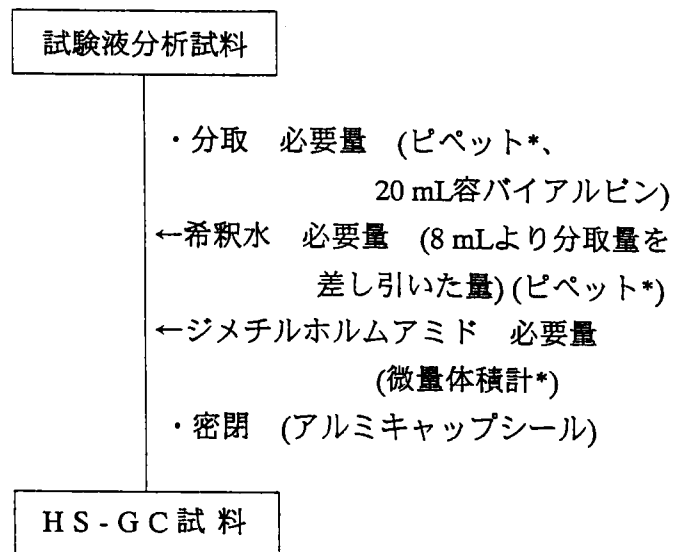 試験液分析試料
・分取 必要量 (ピペット*、
20 mL容バイアルビン)
←希釈水 必要量 (8 mLより分取量を
差し引いた量) (ピペット*)
←ジメチルホルムアミド 必要量
(微量体積計*)
・密閉 (アルミキャップシール)
HS-GC試料